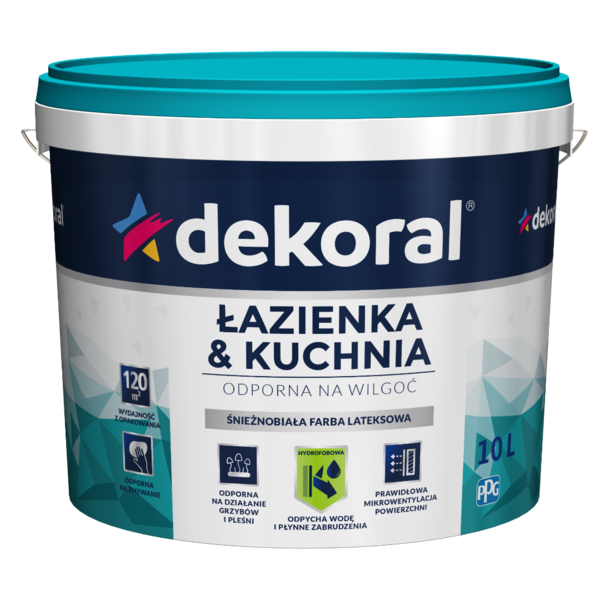 dekoral®
dekoral
dekoral
ŁAZIENKA
& KUCHNIA
ODPORNA NA WILGOĆ
ŚNIEŻNOBIAŁA FARBA LATEKSOWA
120
m²
WYDAJNOŚĆ
Z OPAKOWANIA
ODPORNA
NA ZMYWANIE
ODPORNA
NA DZIAŁANIE
GRZYBÓW
I PLEŚNI
HYDROFOBOWA
ODPYCHA WODĘ
I PŁYNNE ZABRUDZENIA
PRAWIDŁOWA
MIKROWENTYLACJA
POWIERZCHNI
10 L
PPG